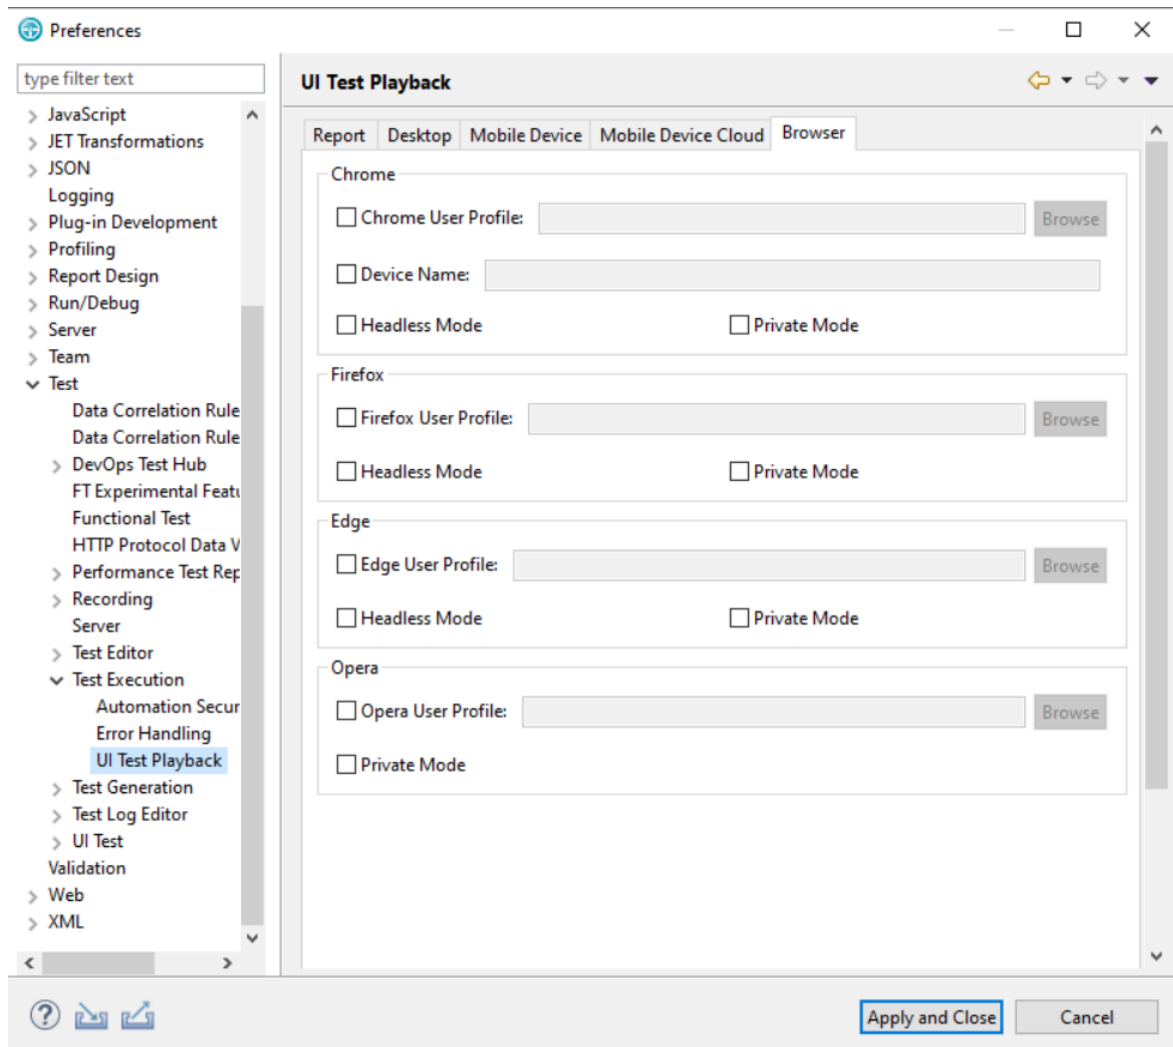 Preferences
type filter text
JavaScript
JET Transformations
JSON
Logging
Plug-in Development
Profiling
Report Design
Run/Debug
Server
Team
Test
Data Correlation Rule
Data Correlation Rule
DevOps Test Hub
FT Experimental Featu
Functional Test
HTTP Protocol Data V
Performance Test Rep
Recording
Server
Test Editor
Test Execution
Automation Secur
Error Handling
UI Test Playback
Test Generation
Test Log Editor
UI Test
Validation
Web
XML
UI Test Playback
Report Desktop Mobile Device Mobile Device Cloud Browser
Chrome
Chrome User Profile: Browse
Device Name:
Headless Mode Private Mode
Firefox
Firefox User Profile: Browse
Headless Mode Private Mode
Edge
Edge User Profile: Browse
Headless Mode Private Mode
Opera
Opera User Profile: Browse
Private Mode
Apply and Close Cancel